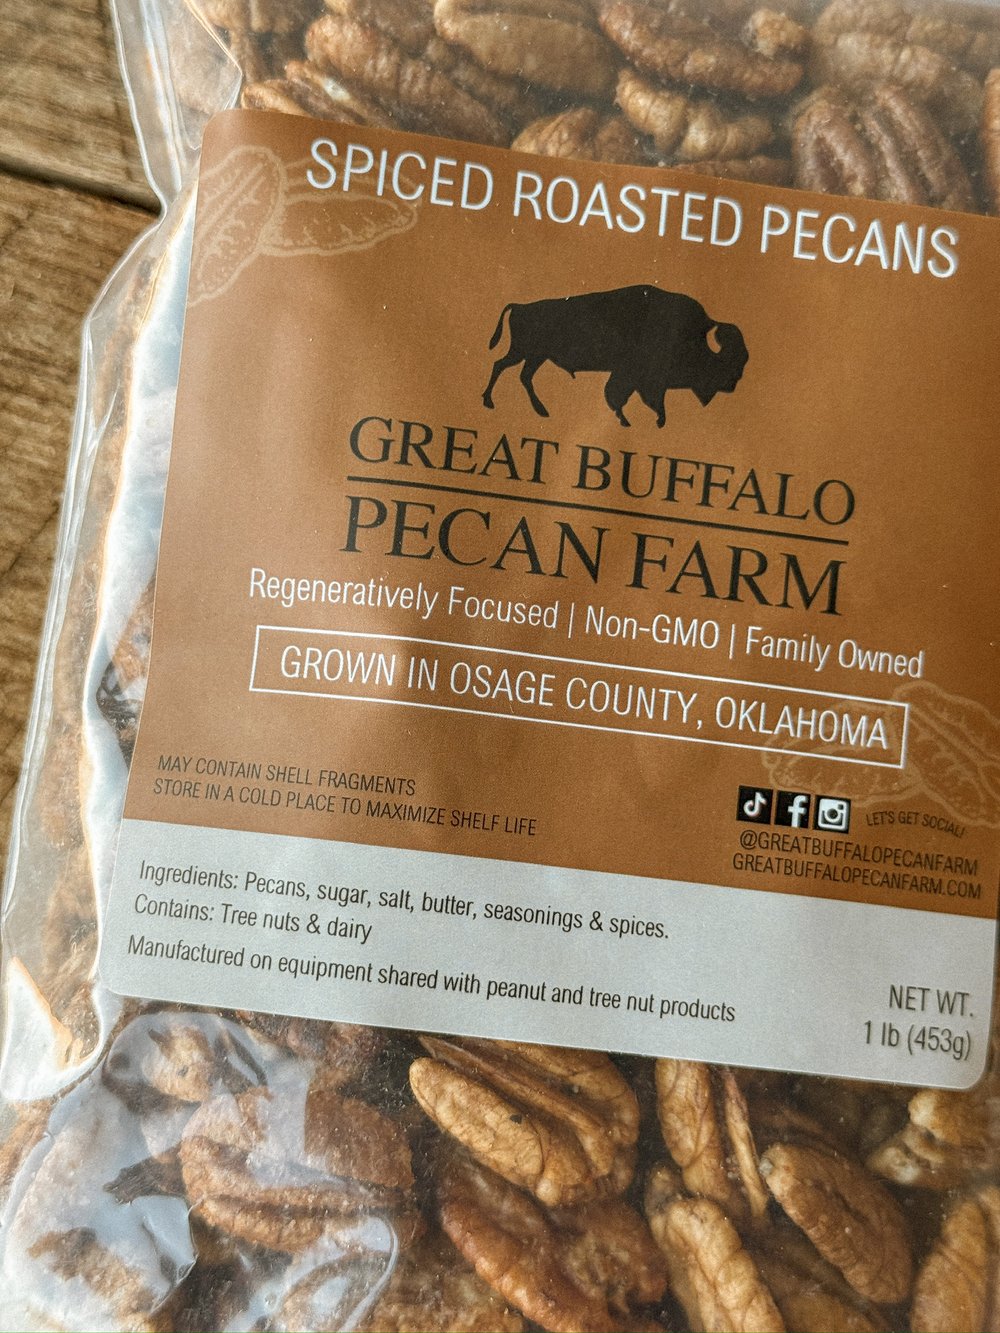 SPICED ROASTED PECANS
GREAT BUFFALO
PECAN FARM
Regeneratively Focused | Non-GMO | Family Owned
GROWN IN OSAGE COUNTY, OKLAHOMA
MAY CONTAIN SHELL FRAGMENTS
STORE IN A COLD PLACE TO MAXIMIZE SHELF LIFE
LET'S GET SOCIAL!
@GREATBUFFALOPECANFARM
GREATBUFFALOPECANFARM.COM
Ingredients: Pecans, sugar, salt, butter, seasonings & spices.
Contains: Tree nuts & dairy
Manufactured on equipment shared with peanut and tree nut products
NET WT.
1 lb (453g)